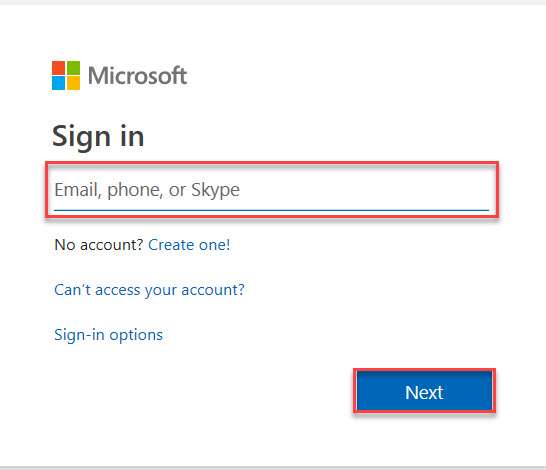 Microsoft
Sign in
Email, phone, or Skype
No account? Create one!
Can't access your account?
Sign-in options
Next